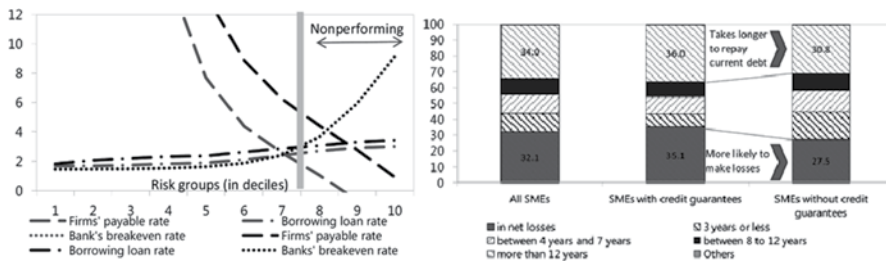 12
10
8
6
4
2
0
Nonperforming
Risk groups (in deciles)
1 2 3 4 5 6 7 8 9 10
Firms' payable rate
Borrowing loan rate
Bank's breakeven rate
Firms' payable rate
Borrowing loan rate
Banks' breakeven rate
100
90
80
70
60
50
40
30
20
10
0
34.0
36.0
30.8
Takes longer
to repay
current debt
32.1
35.1
27.5
More likely to
make losses
All SMEs
SMEs with credit guarantees
SMEs without credit
guarantees
in net losses
3 years or less
between 4 years and 7 years
between 8 to 12 years
more than 12 years
Others